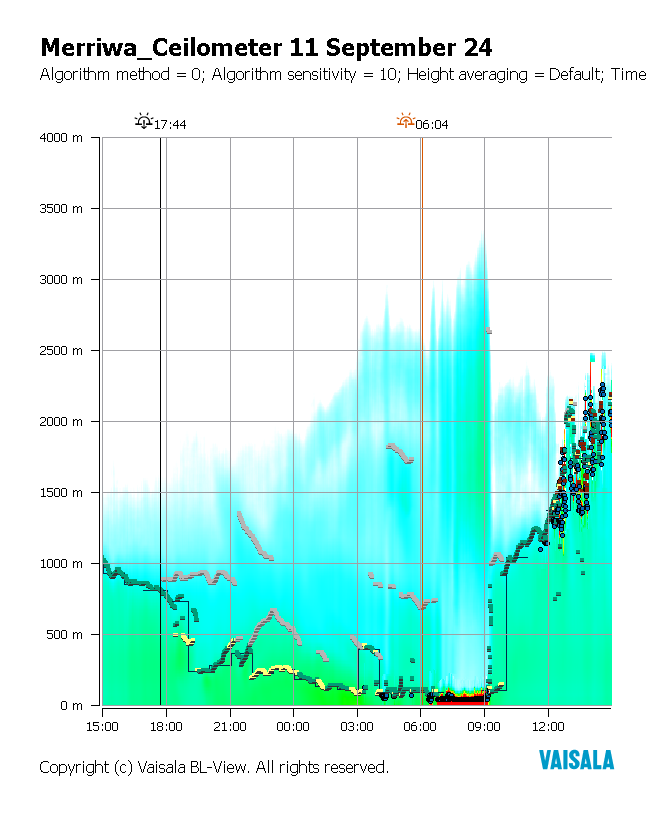 Merriwa_Ceilometer 11 September 24
Algorithm method = 0; Algorithm sensitivity = 10; Height averaging = Default; Time
17:44 06:04
4000 m
3500 m
3000 m
2500 m
2000 m
1500 m
1000 m
500 m
0 m
15:00 18:00 21:00 00:00 03:00 06:00 09:00 12:00
VAISALA
Copyright (c) Vaisala BL-View. All rights reserved.